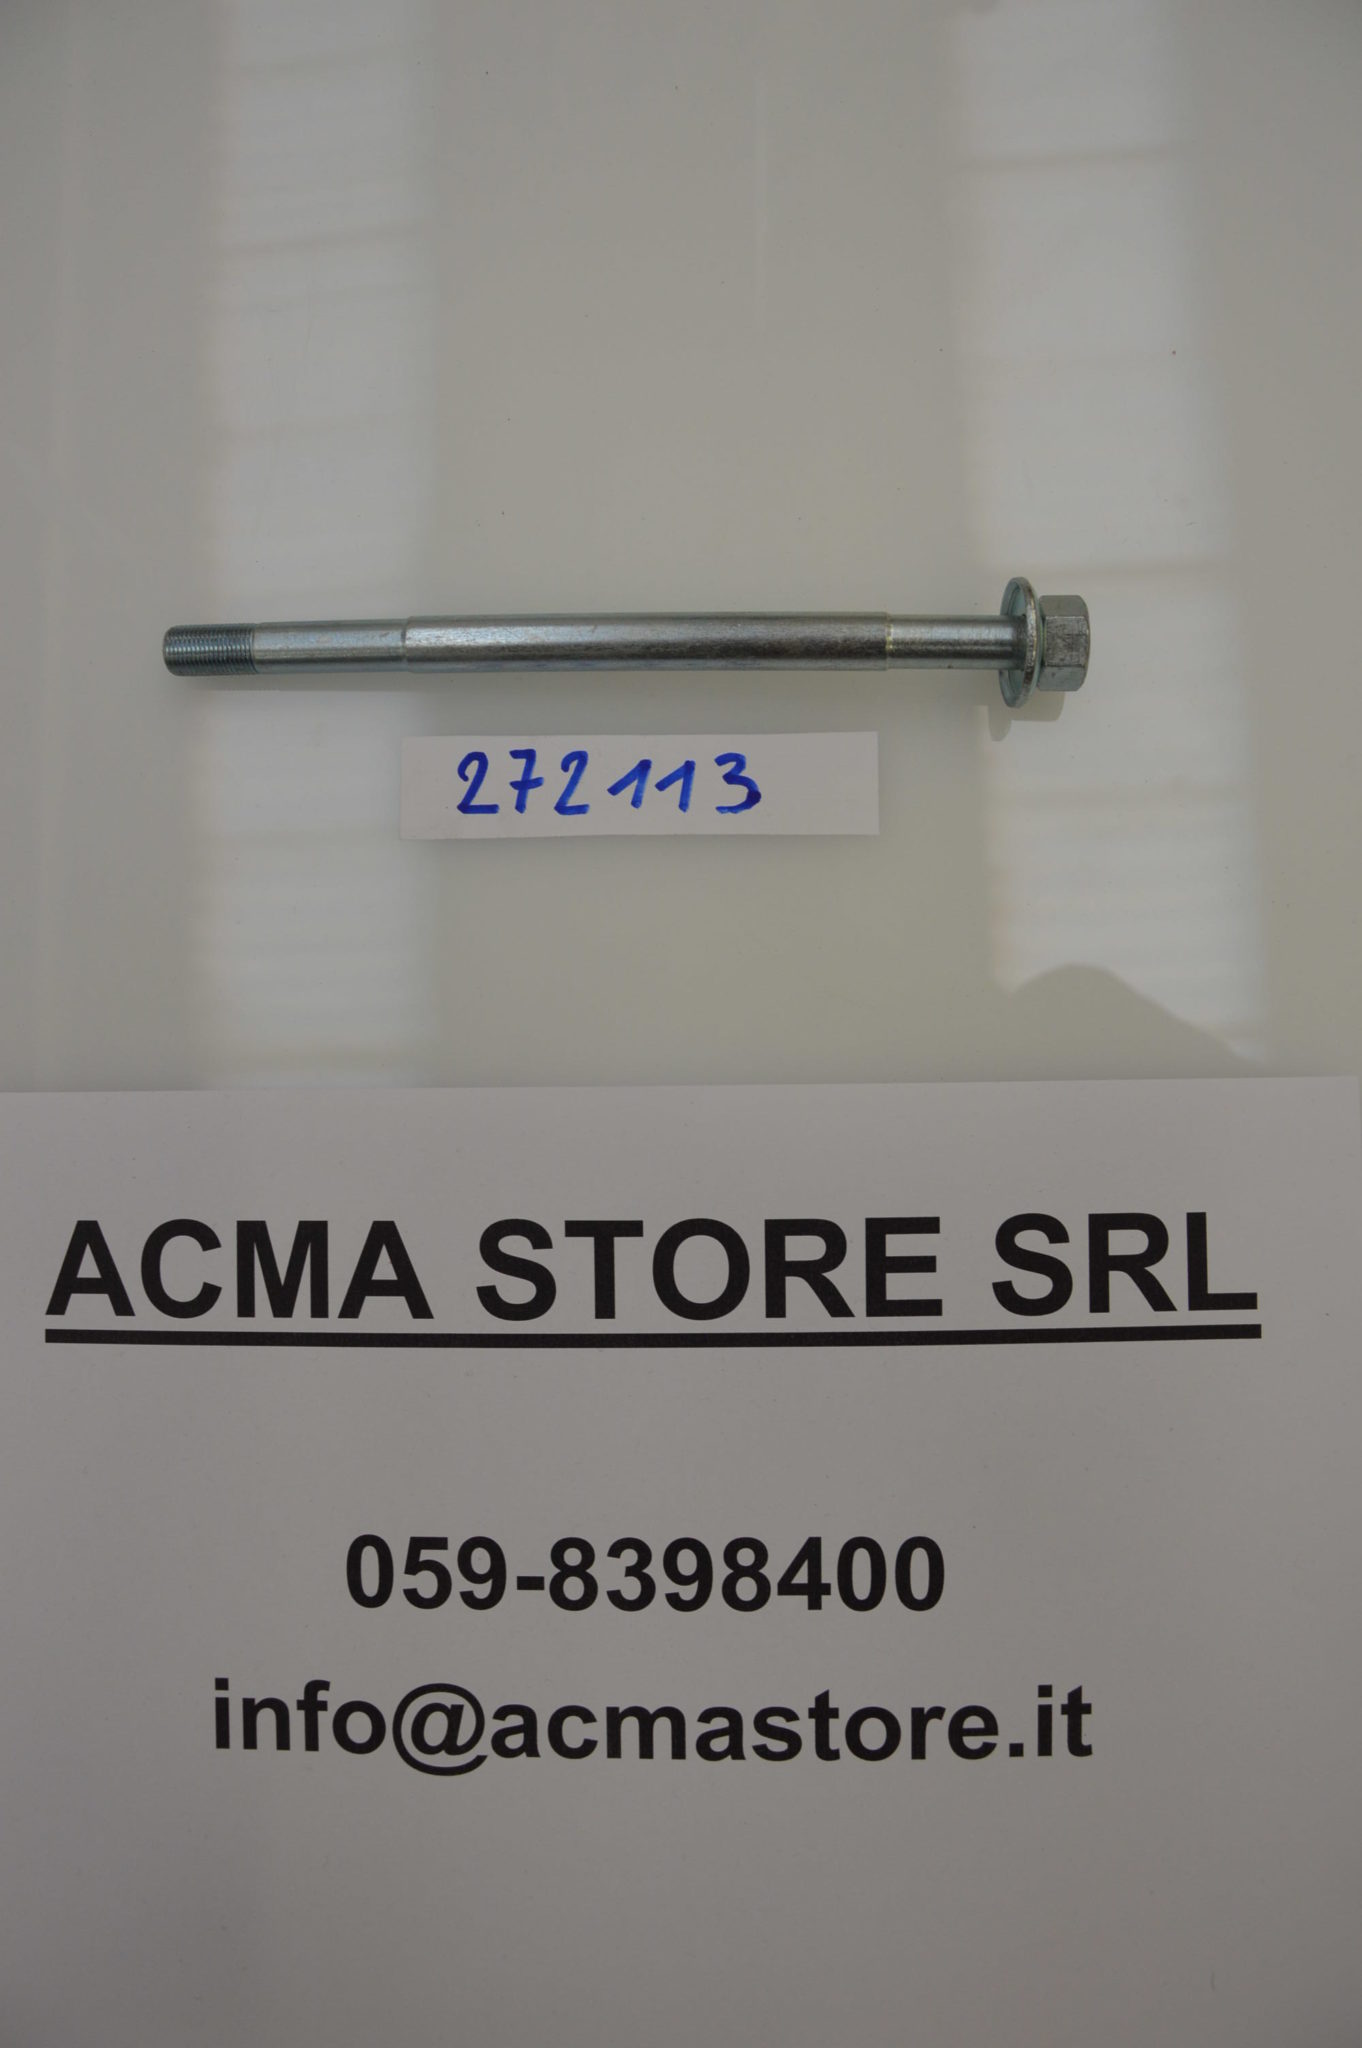 272113
ACMA STORE SRL
059-8398400
info@acmastore.it